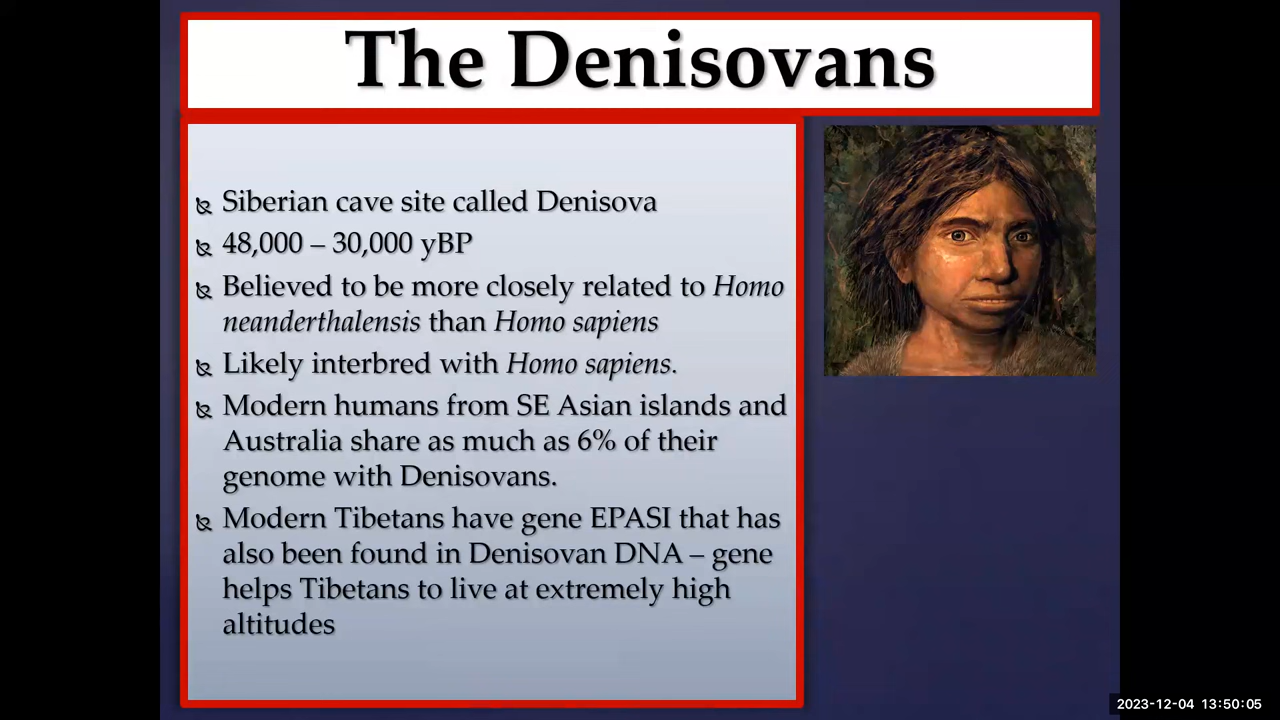 The Denisovans
Siberian cave site called Denisova
48,000 – 30,000 yBP
Believed to be more closely related to Homo
neanderthalensis than Homo sapiens
Likely interbred with Homo sapiens.
Modern humans from SE Asian islands and
Australia share as much as 6% of their
genome with Denisovans.
Modern Tibetans have gene EPASI that has
also been found in Denisovan DNA – gene
helps Tibetans to live at extremely high
altitudes
2023-12-04 13:50:05